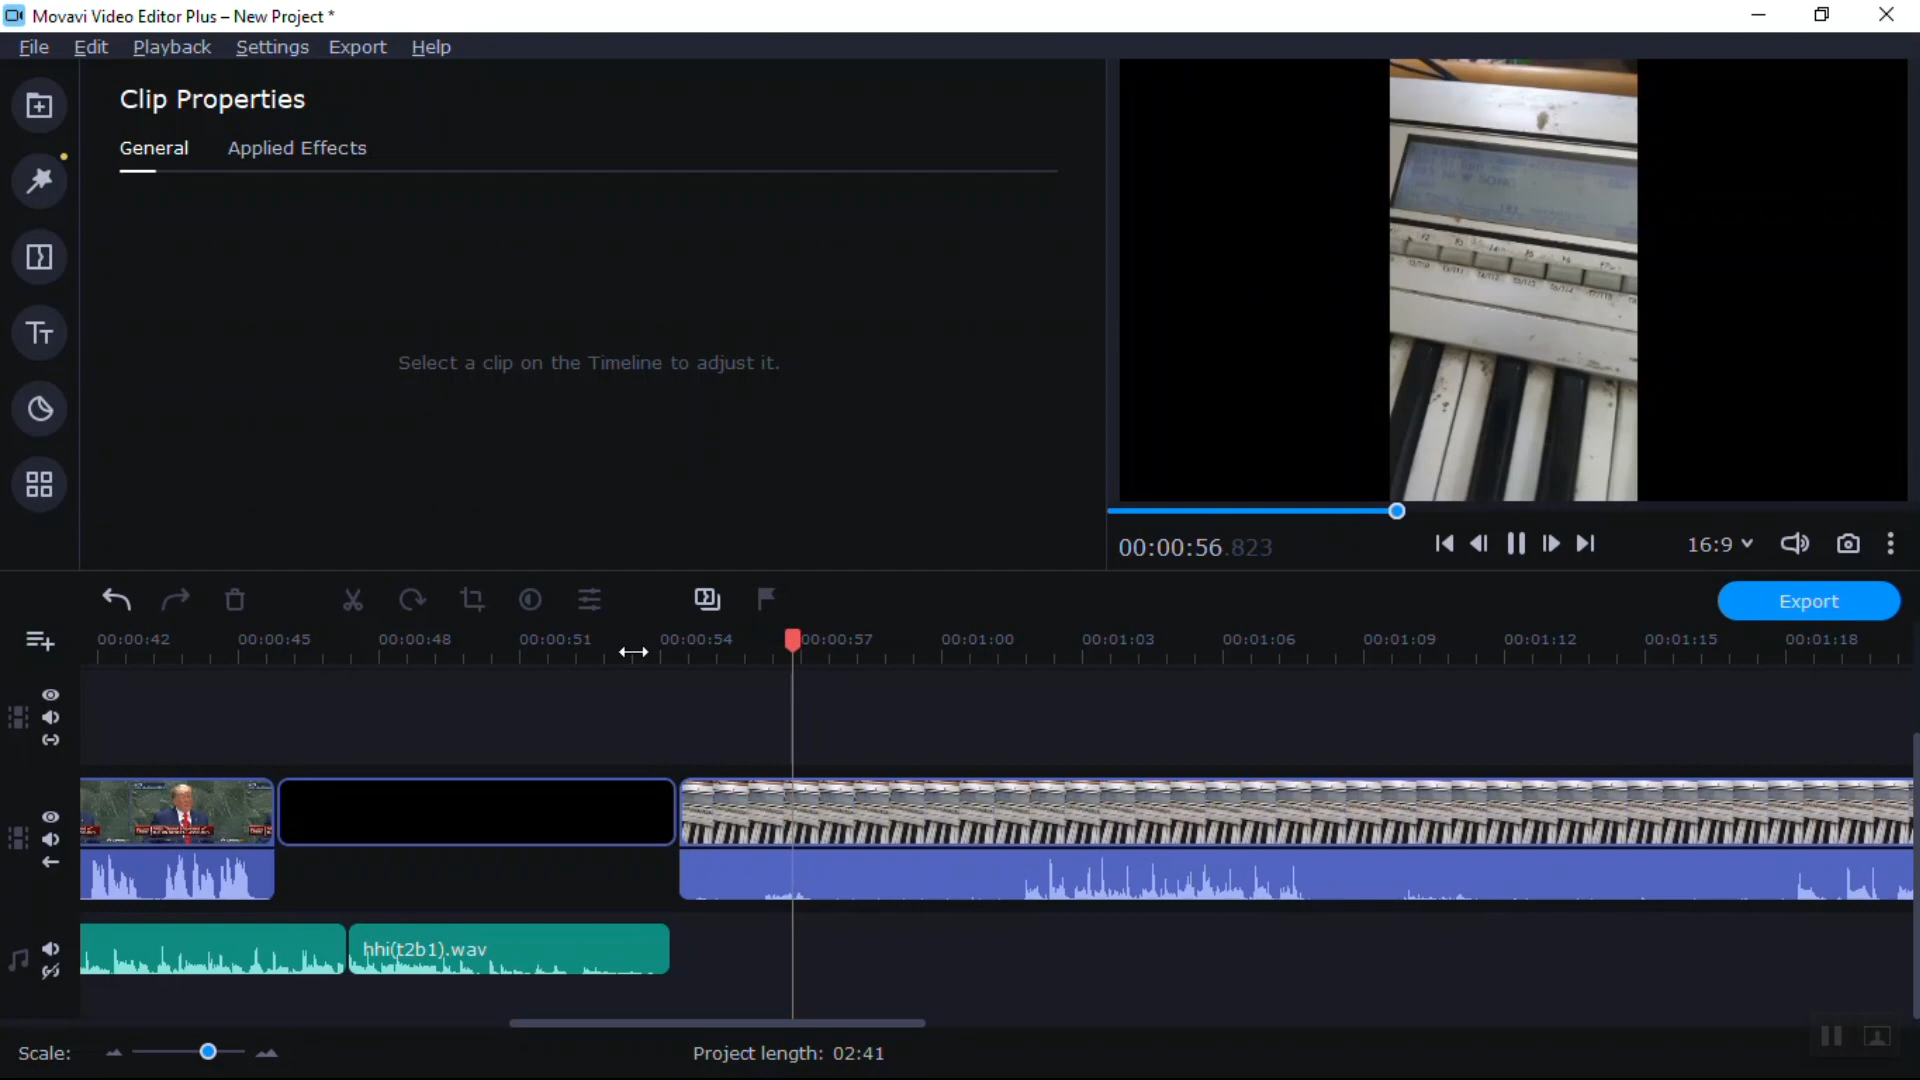 Movavi Video Editor Plus – New Project *
File Edit Playback Settings Export Help
Clip Properties
General Applied Effects
Select a clip on the Timeline to adjust it.
00:00:56.823
16:9
Export
00:00:42 00:00:45 00:00:48 00:00:51 00:00:54 00:00:57 00:01:00 00:01:03 00:01:06 00:01:09 00:01:12 00:01:15 00:01:18
hhi(t2b1).wav
Scale:
Project length: 02:41